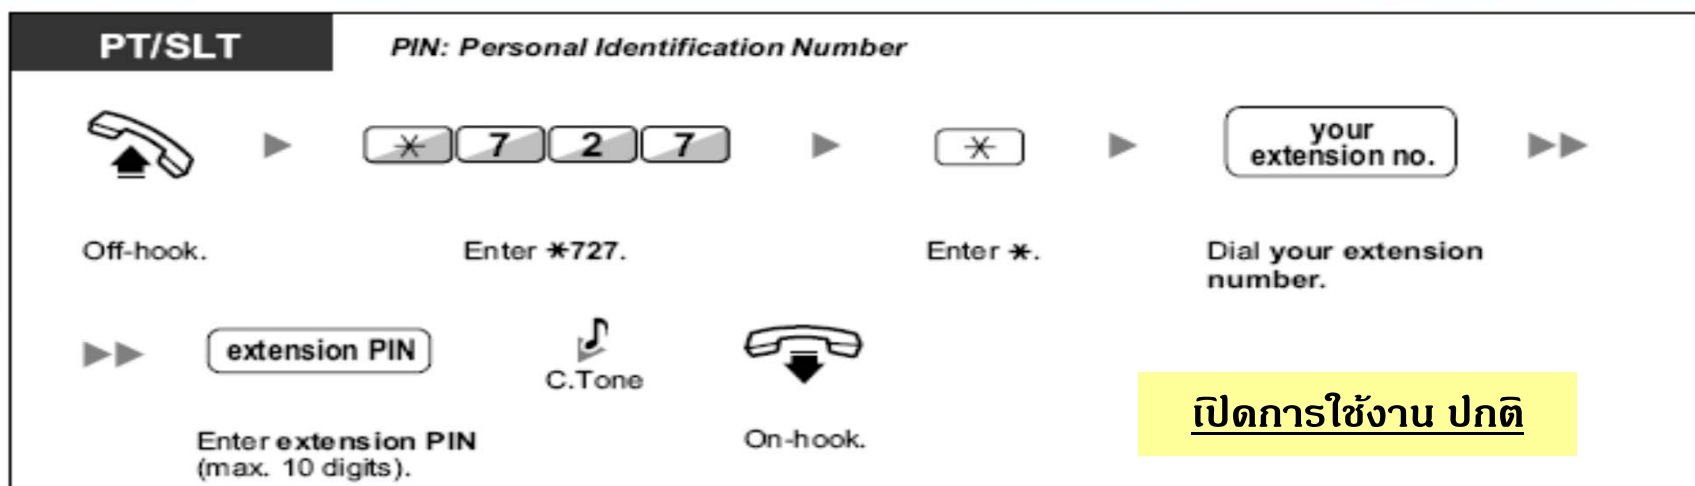 PT/SLT
PIN: Personal Identification Number
* 7 2 7
*
your
extension no.
Off-hook.
Enter *727.
Enter *.
Dial your extension
number.
extension PIN
C.Tone
Enter extension PIN
(max. 10 digits).
On-hook.
เปิดการใช้งาน ปกติ